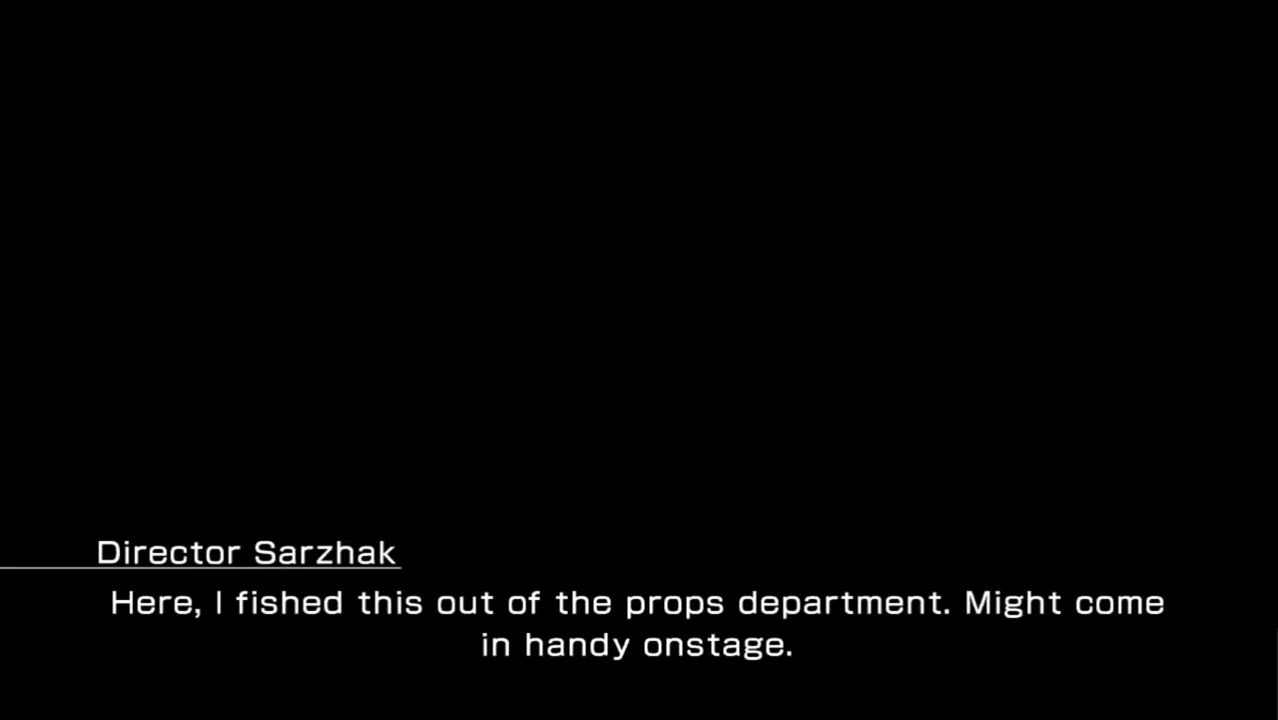 Director Sarzhak
Here, I fished this out of the props department. Might come
in handy onstage.